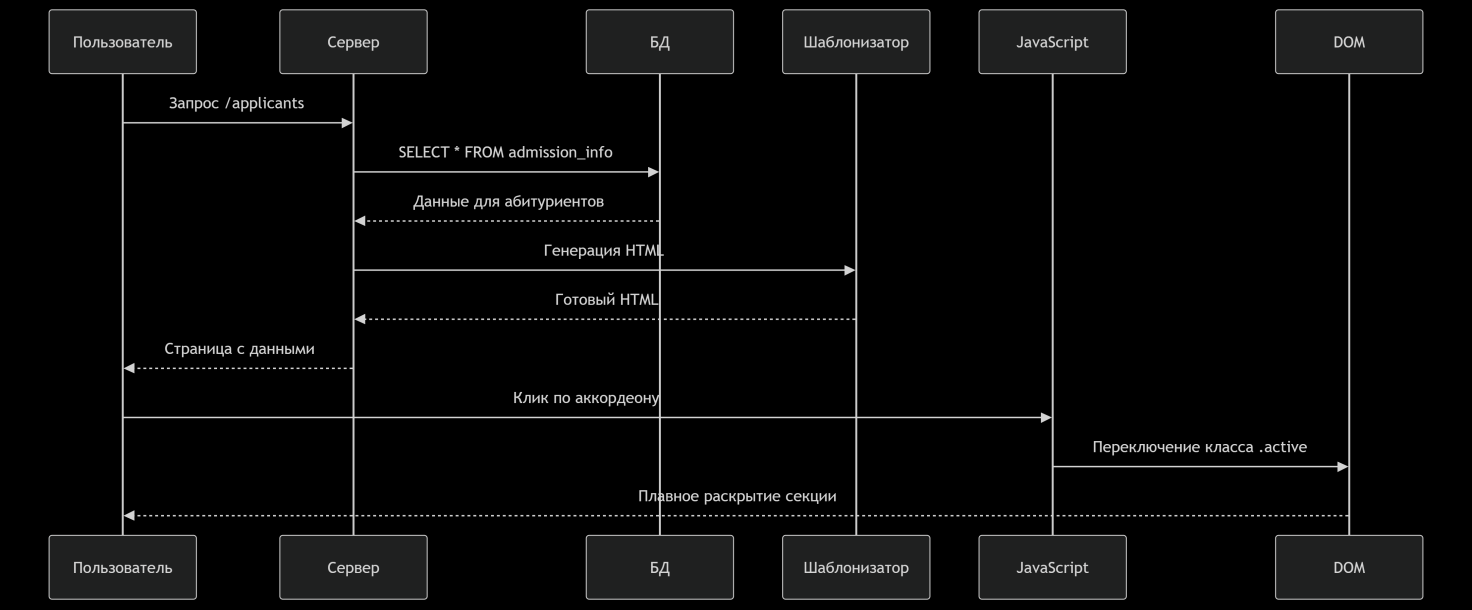 Пользователь
Сервер
БД
Шаблонизатор
JavaScript
DOM
Запрос /applicants
SELECT * FROM admission_info
Данные для абитуриентов
Генерация HTML
Готовый HTML
Страница с данными
Клик по аккордеону
Переключение класса .active
Плавное раскрытие секции
Пользователь
Сервер
БД
Шаблонизатор
JavaScript
DOM